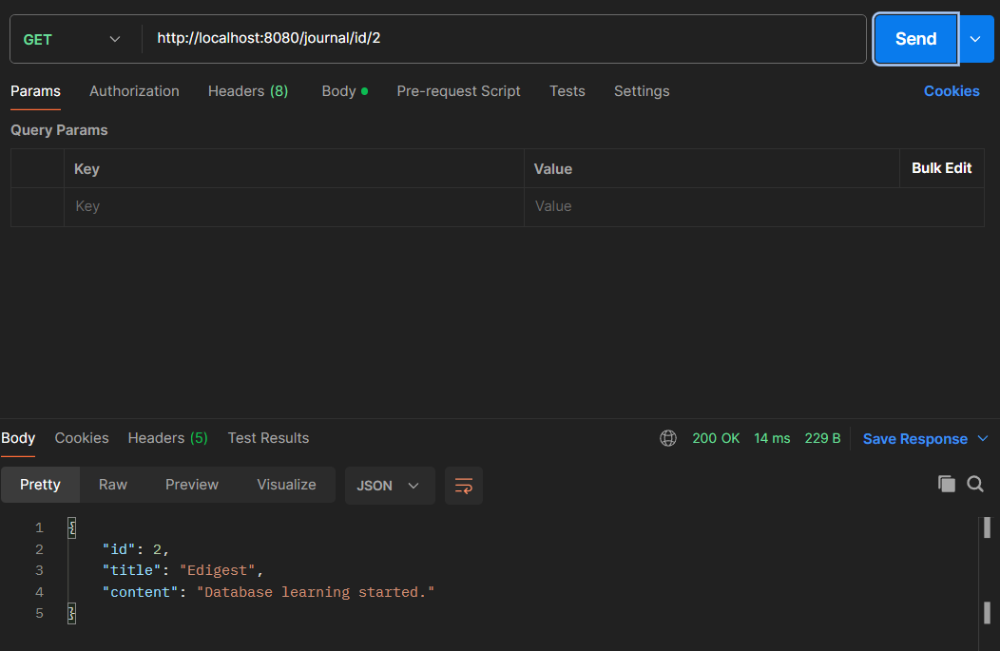 GET http://localhost:8080/journal/id/2 Send
Params Authorization Headers (8) Body Pre-request Script Tests Settings Cookies
Query Params
Key Value Bulk Edit
Key Value
Body Cookies Headers (5) Test Results 200 OK 14 ms 229 B Save Response
Pretty Raw Preview Visualize JSON
1 {
2 "id": 2,
3 "title": "Edigest",
4 "content": "Database learning started."
5 }